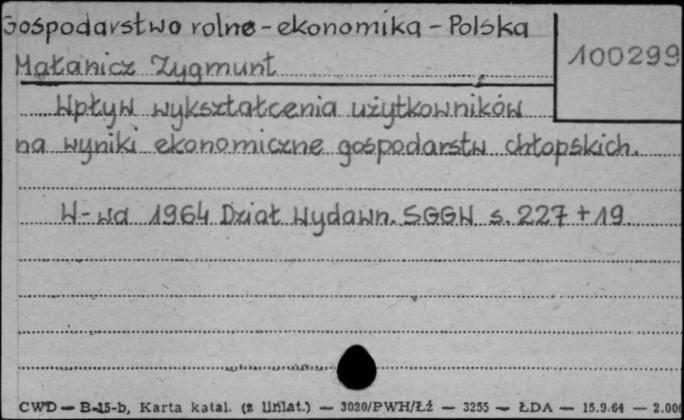 Gospodarstwo rolne - ekonomika - Polska
100299
Małanicz Zygmunt
Wpływ wykształcenia użytkowników
na wyniki ekonomiczne gospodarstw chłopskich.
W-wa 1964 Dział Wydawn. SGGW s. 227 + 19
CWD — B-15-b, Karta katal. (z liniat.) — 3020/PWH/Łź — 3255 — ŁDA — 15.9.64 — 2.00